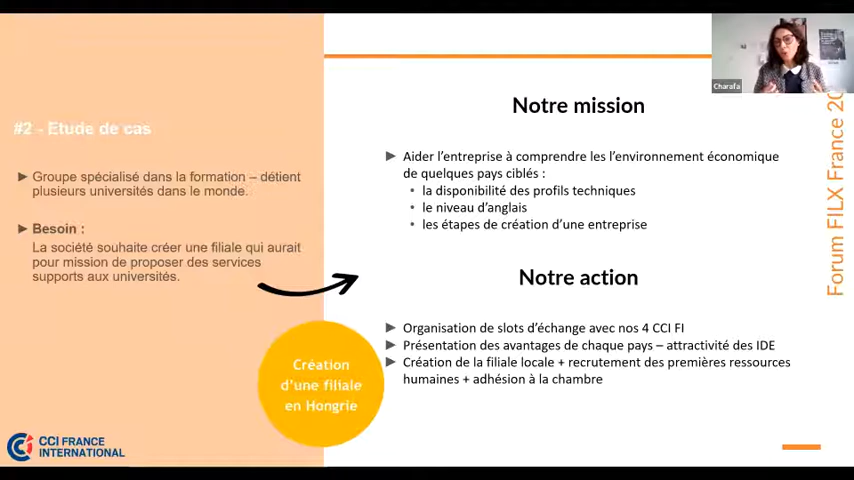 #2 - Etude de cas
Groupe spécialisé dans la formation – détient
plusieurs universités dans le monde.
Besoin :
La société souhaite créer une filiale qui aurait
pour mission de proposer des services
supports aux universités.
Création
d'une filiale
en Hongrie
CCI FRANCE
INTERNATIONAL
Notre mission
Aider l'entreprise à comprendre les l'environnement économique
de quelques pays ciblés :
la disponibilité des profils techniques
le niveau d'anglais
les étapes de création d'une entreprise
Notre action
Organisation de slots d'échange avec nos 4 CCI FI
Présentation des avantages de chaque pays – attractivité des IDE
Création de la filiale locale + recrutement des premières ressources
humaines + adhésion à la chambre
Charafa
Forum FILX France 20